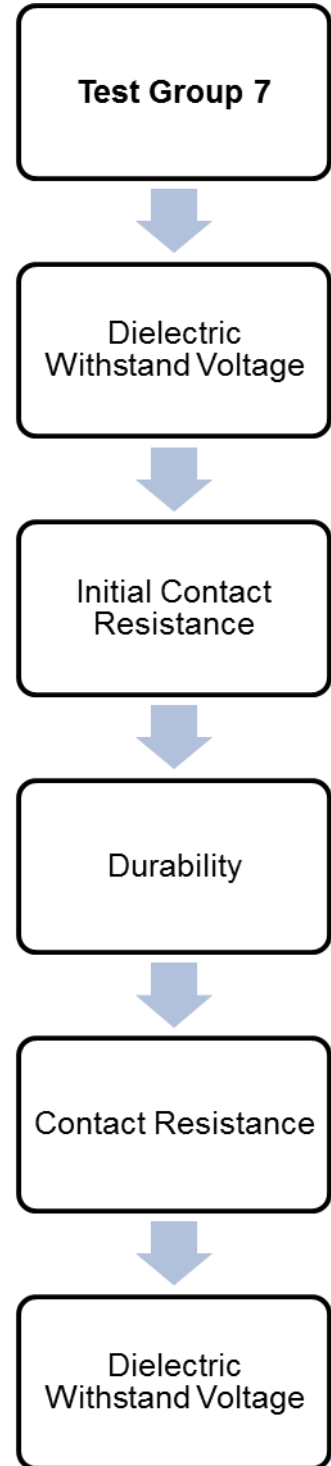 Test Group 7
Dielectric
Withstand Voltage
Initial Contact
Resistance
Durability
Contact Resistance
Dielectric
Withstand Voltage